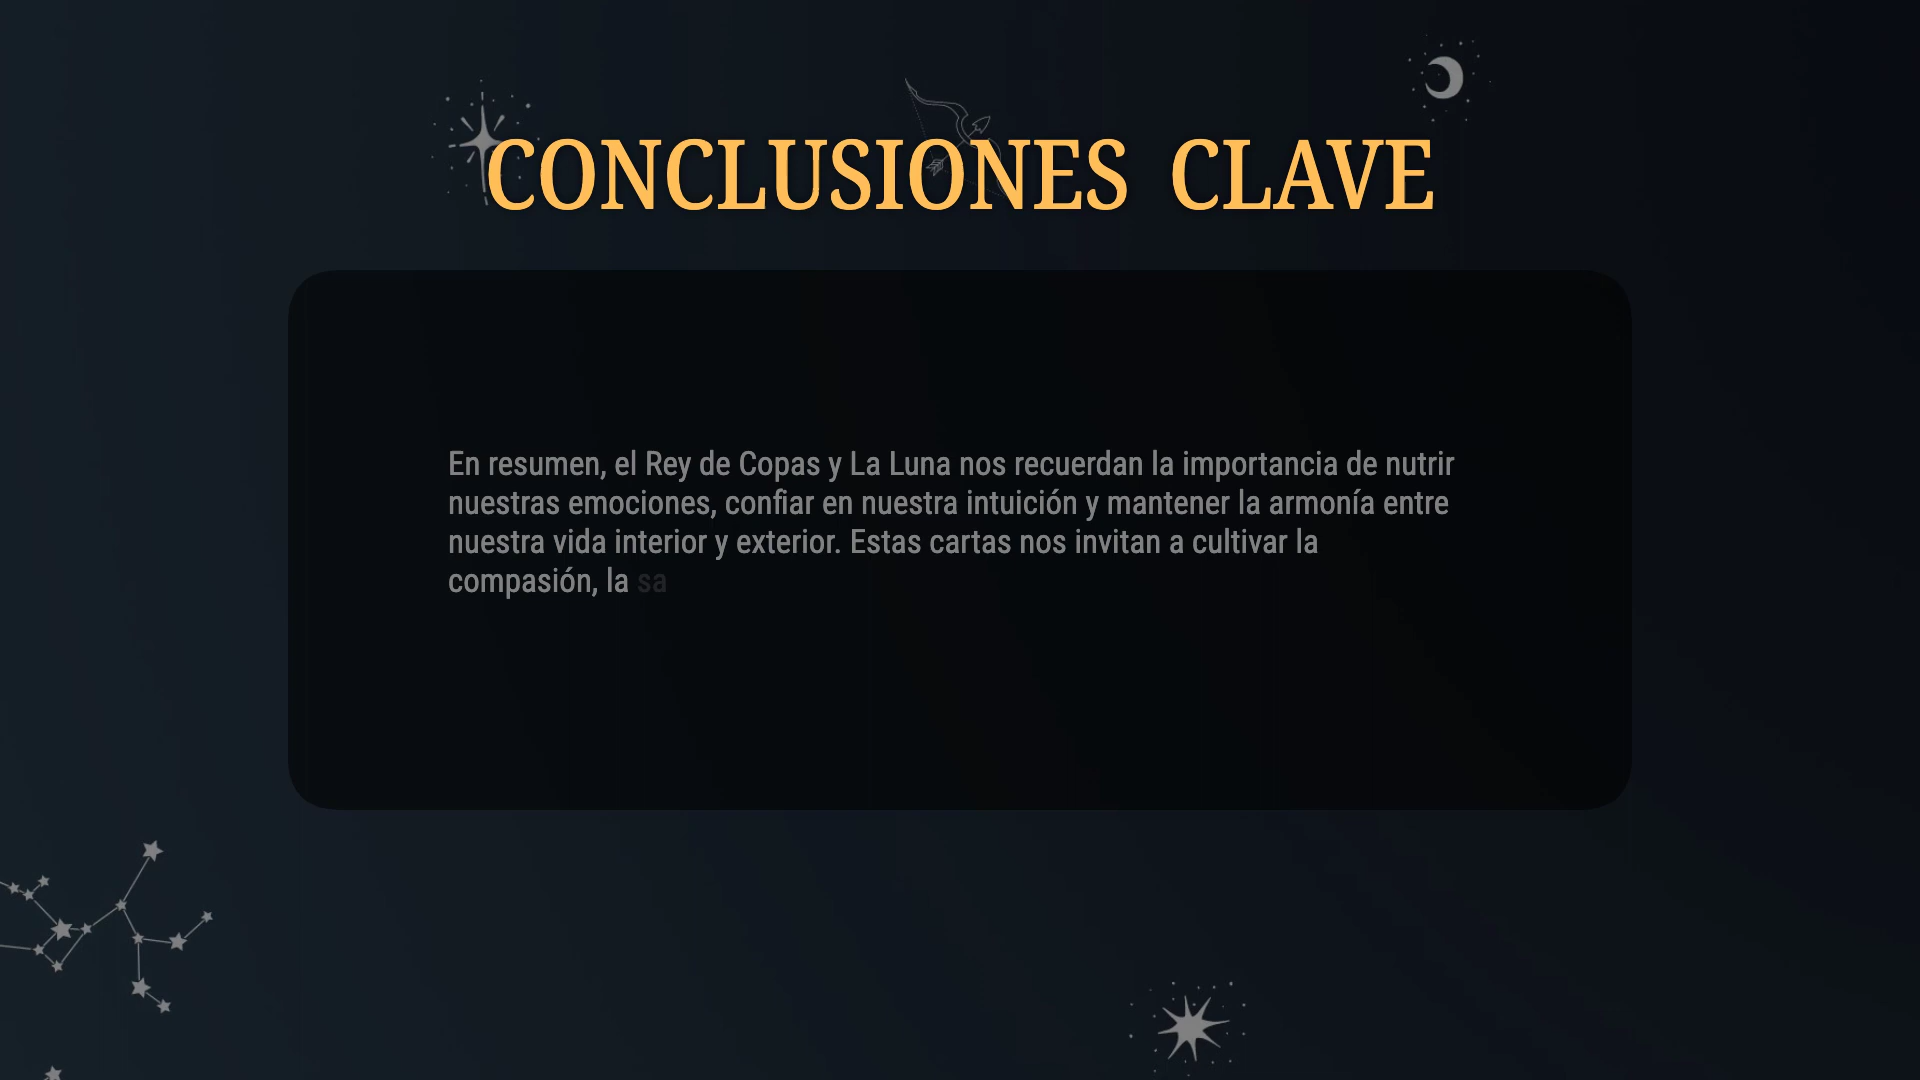 CONCLUSIONES CLAVE
En resumen, el Rey de Copas y La Luna nos recuerdan la importancia de nutrir
nuestras emociones, confiar en nuestra intuición y mantener la armonía entre
nuestra vida interior y exterior. Estas cartas nos invitan a cultivar la
compasión, la sa